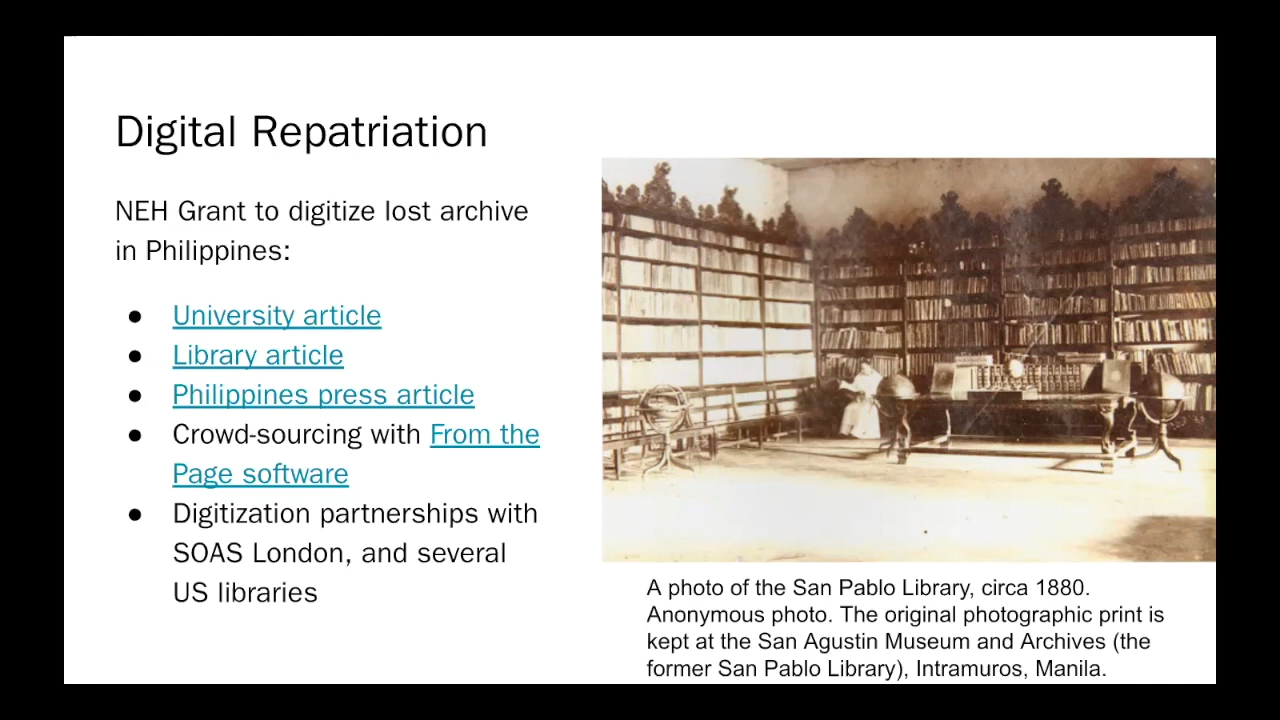 Digital Repatriation
NEH Grant to digitize lost archive
in Philippines:
● University article
● Library article
● Philippines press article
● Crowd-sourcing with From the
Page software
● Digitization partnerships with
SOAS London, and several
US libraries
A photo of the San Pablo Library, circa 1880.
Anonymous photo. The original photographic print is
kept at the San Agustin Museum and Archives (the
former San Pablo Library), Intramuros, Manila.